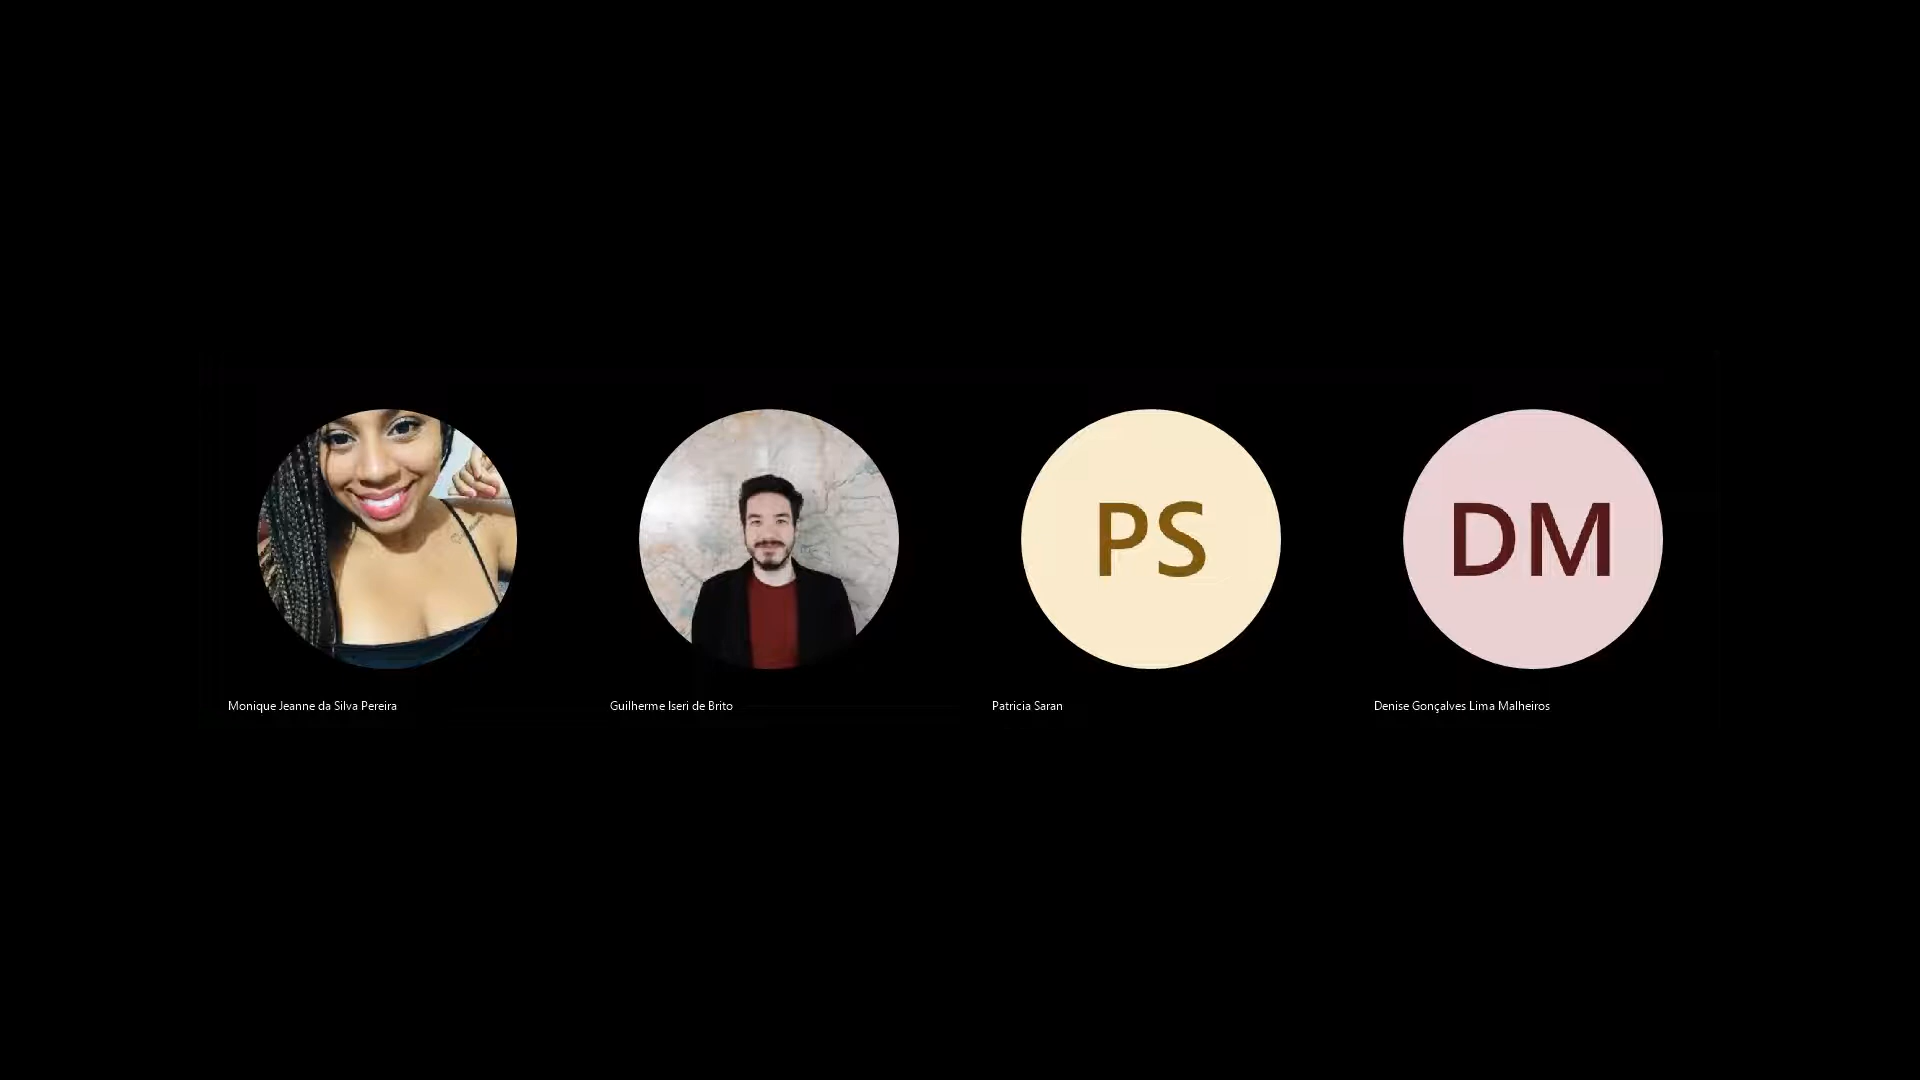 PS
DM
Monique Jeanne da Silva Pereira
Guilherme Iseri de Brito
Patricia Saran
Denise Gonçalves Lima Malheiros